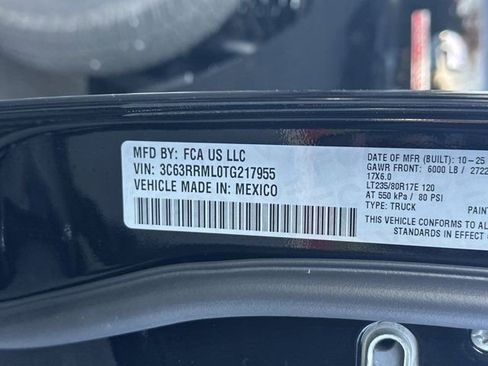 MFD BY: FCA US LLC
VIN: 3C63RRML0TG217955
VEHICLE MADE IN: MEXICO
DATE OF MFR (BUILT): 10-25
GAWR FRONT: 6000 LB / 2722
17X6.0
LT235/80R17E 120
AT 550 kPa / 80 PSI
TYPE: TRUCK
THIS VEHICLE CONFORMS TO AL
STANDARDS IN EFFECT